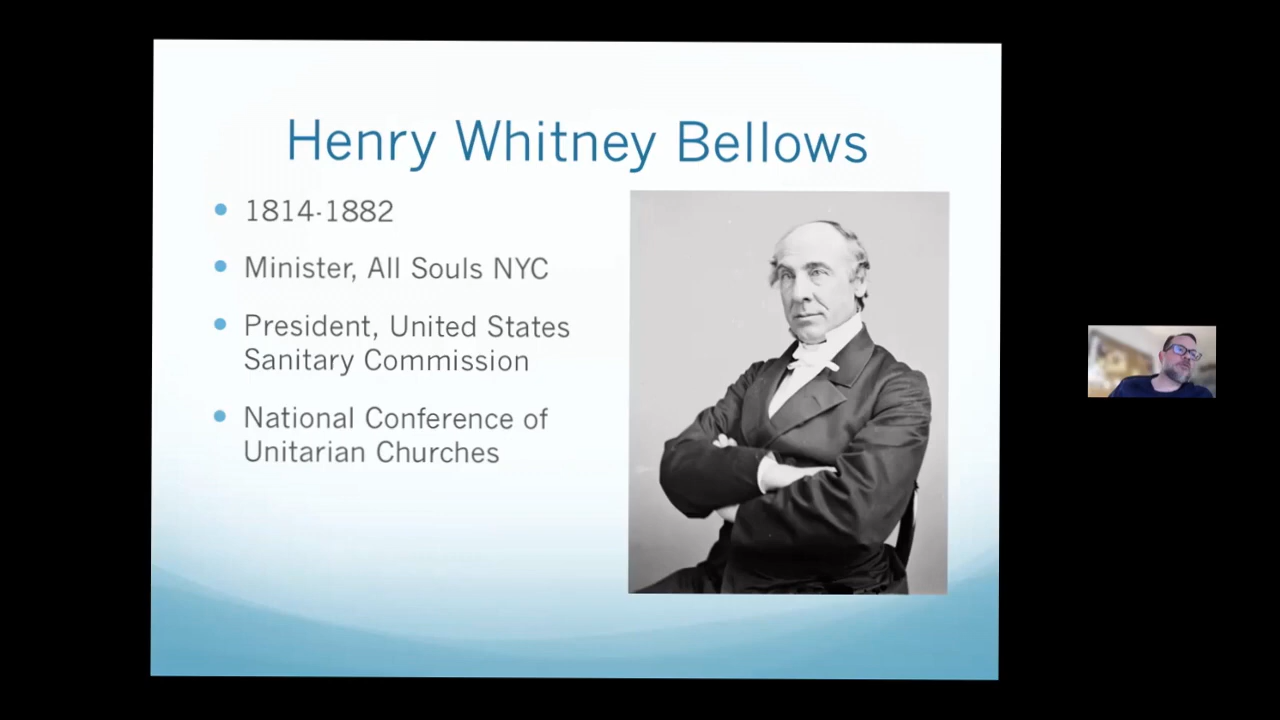 Henry Whitney Bellows
1814-1882
Minister, All Souls NYC
President, United States
Sanitary Commission
National Conference of
Unitarian Churches